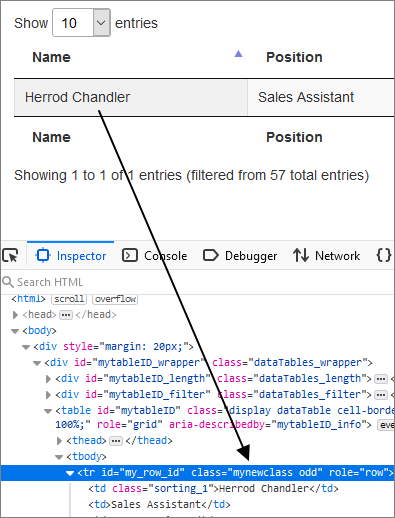 Show 10 entries
Name Position
Herrod Chandler Sales Assistant
Name Position
Showing 1 to 1 of 1 entries (filtered from 57 total entries)
Inspector Console Debugger Network {}
Search HTML
<html> scroll overflow
<head> ••• </head>
<body>
<div style="margin: 20px;">
<div id="mytableID_wrapper" class="dataTables_wrapper">
<div id="mytableID_length" class="dataTables_length"> •••
<div id="mytableID_filter" class="dataTables_filter"> •••
<table id="mytableID" class="display dataTable cell-borde
100%;" role="grid" aria-describedby="mytableID_info"> eve
<thead> ••• </thead>
<tbody>
<tr id="my_row_id" class="mynewclass odd" role="row">
<td class="sorting_1">Herrod Chandler</td>
<td>Sales Assistant</td>